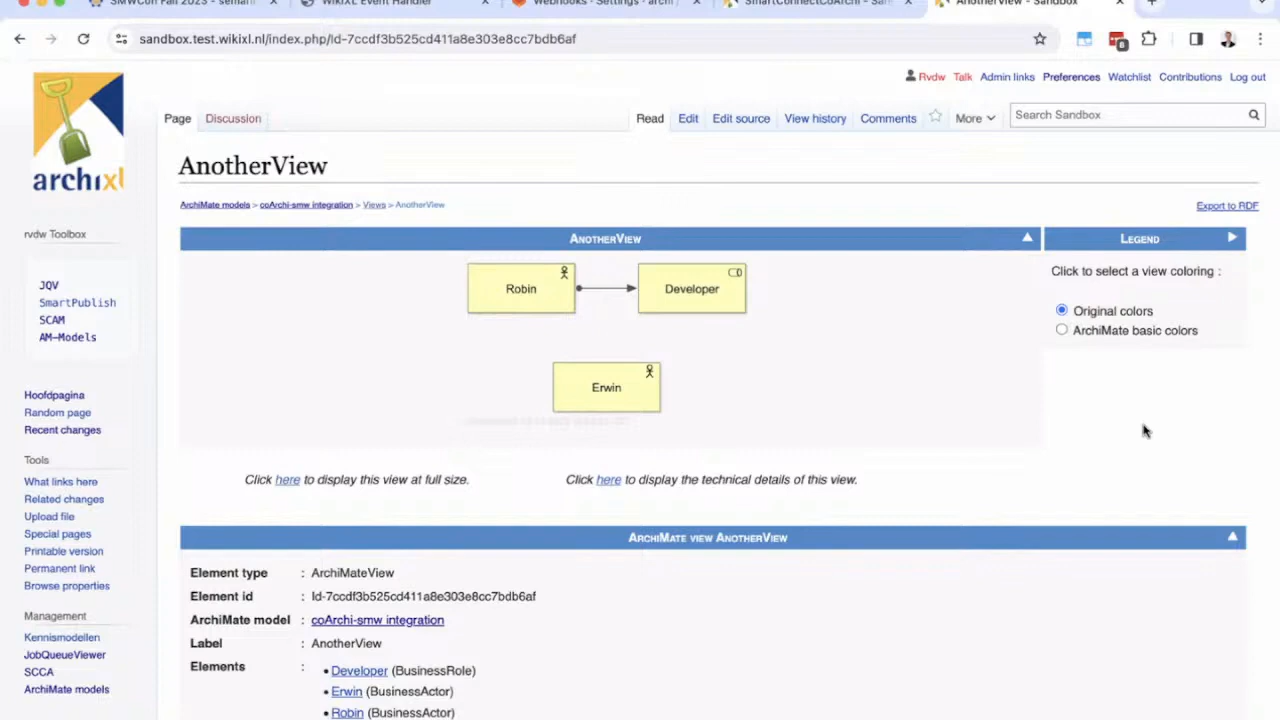 SMWCon Fall 2023 - semant
WikiXL Event Handler
Webhooks · Settings · archi
SmartConnectCoArchi - San
AnotherView - Sandbox
sandbox.test.wikixl.nl/index.php/Id-7ccdf3b525cd411a8e303e8cc7bdb6af
8
Rvdw Talk Admin links Preferences Watchlist Contributions Log out
Page Discussion Read Edit Edit source View history Comments More Search Sandbox
archixl
AnotherView
ArchiMate models > coArchi-smw integration > Views > AnotherView
Export to RDF
rvdw Toolbox
JQV
SmartPublish
SCAM
AM-Models
Hoofdpagina
Random page
Recent changes
Tools
What links here
Related changes
Upload file
Special pages
Printable version
Permanent link
Browse properties
Management
Kennismodellen
JobQueueViewer
SCCA
ArchiMate models
AnotherView
Robin
Developer
Erwin
Legend
Click to select a view coloring :
Original colors
ArchiMate basic colors
Click here to display this view at full size.
Click here to display the technical details of this view.
ArchiMate view AnotherView
Element type : ArchiMateView
Element id : Id-7ccdf3b525cd411a8e303e8cc7bdb6af
ArchiMate model : coArchi-smw integration
Label : AnotherView
Elements :
• Developer (BusinessRole)
• Erwin (BusinessActor)
• Robin (BusinessActor)